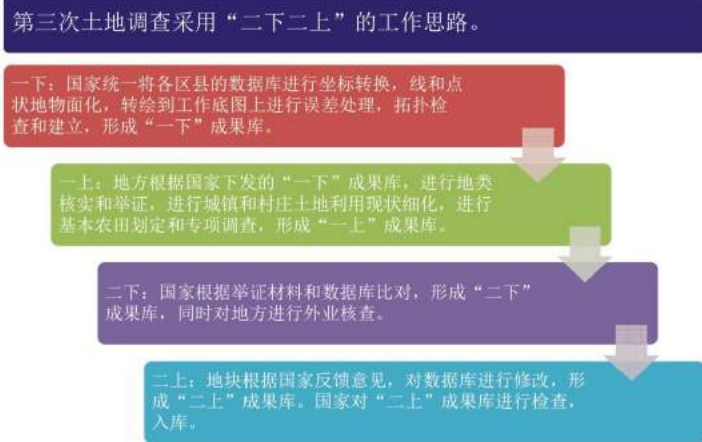 第三次土地调查采用“二下二上”的工作思路。
一下：国家统一将各区县的数据库进行坐标转换，线和点
状地物面化，转绘到工作底图上进行误差处理，拓扑检
查和建立，形成“一下”成果库。
一上：地方根据国家下发的“一下”成果库，进行地类
核实和举证，进行城镇和村庄土地利用现状细化，进行
基本农田划定和专项调查，形成“一上”成果库。
二下：国家根据举证材料和数据库比对，形成“二下”
成果库，同时对地方进行外业核查。
二上：地块根据国家反馈意见，对数据库进行修改，形
成“二上”成果库。国家对“二上”成果库进行检查，
入库。